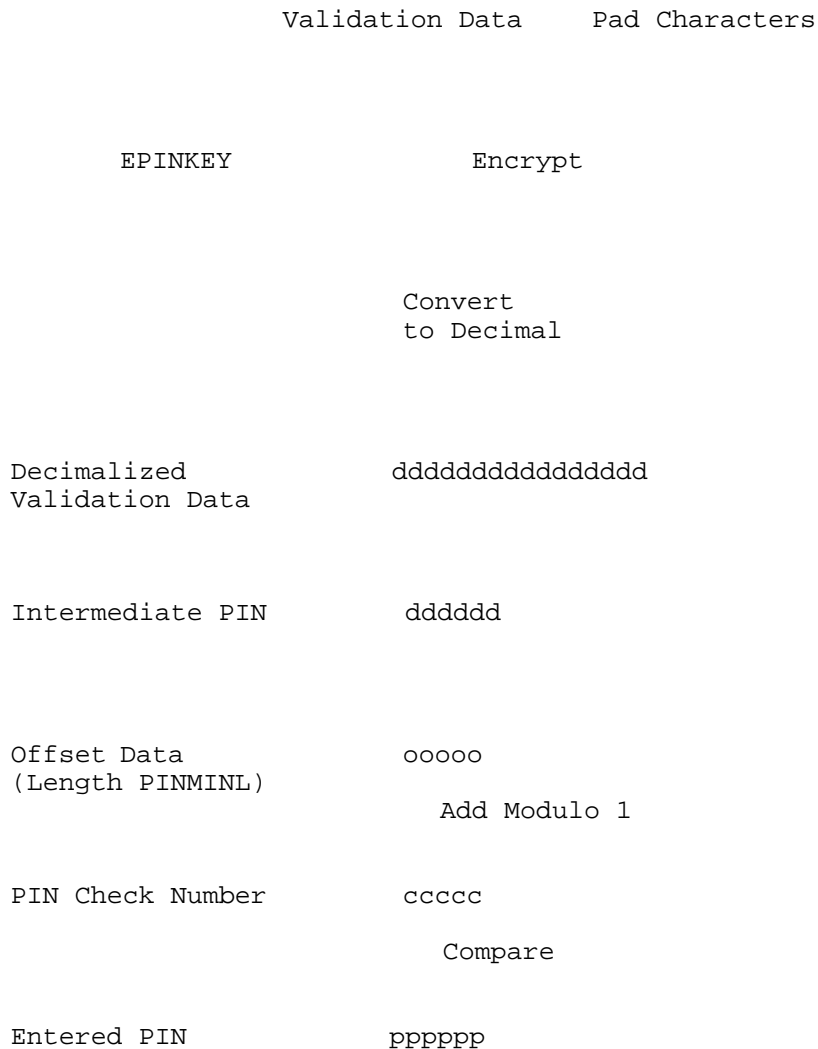 Validation Data Pad Characters
EPINKEY Encrypt
Convert
to Decimal
Decimalized dddddddddddddddd
Validation Data
Intermediate PIN dddddd
Offset Data ooooo
(Length PINMINL)
Add Modulo 1
PIN Check Number ccccc
Compare
Entered PIN pppppp